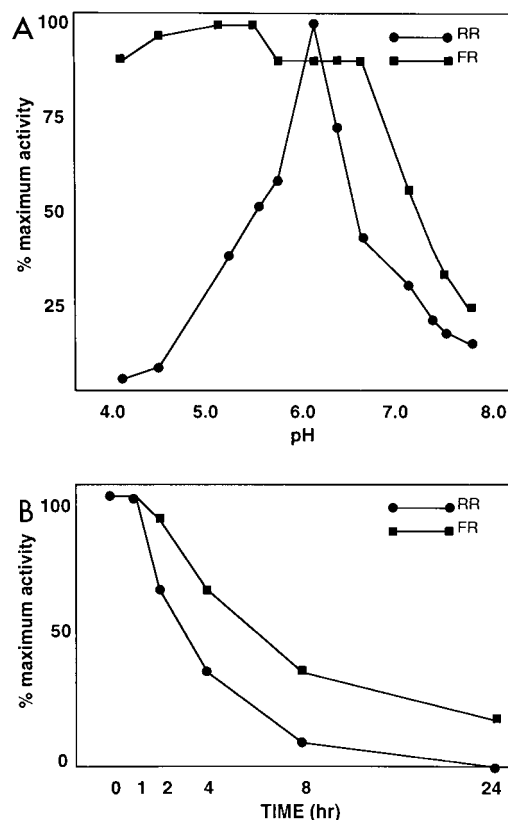 A
% maximum activity
100
75
50
25
RR
FR
4.0 5.0 6.0 7.0 8.0
pH
B
% maximum activity
100
50
0
RR
FR
0 1 2 4 8 24
TIME (hr)